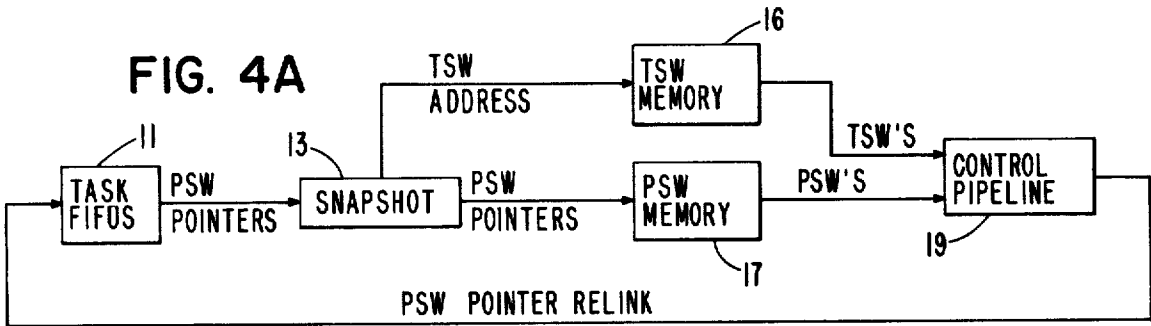 FIG. 4A
16
TSW
ADDRESS
TSW
MEMORY
11
13
TSW'S
TASK
FIFOS
PSW
POINTERS
SNAPSHOT
PSW
POINTERS
PSW
MEMORY
PSW'S
CONTROL
PIPELINE
19
17
PSW POINTER RELINK